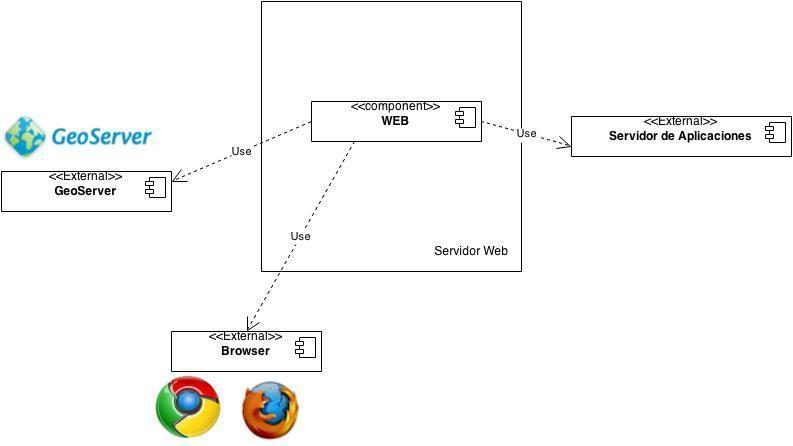 <<component>>
WEB
<<External>>
Servidor de Aplicaciones
Use
Use
GeoServer
<<External>>
GeoServer
Use
Servidor Web
<<External>>
Browser